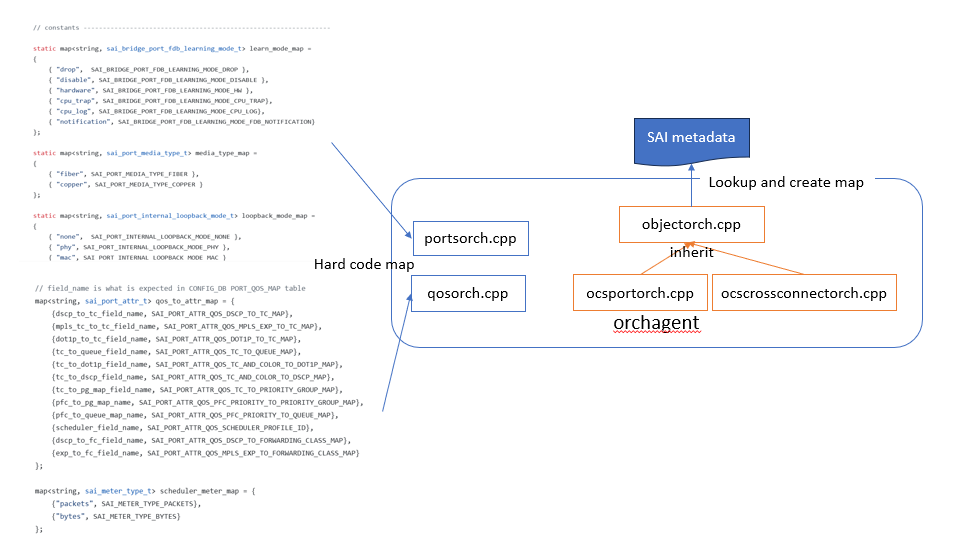 // constants --------------------------------------------------------------
static map<string, sai_bridge_port_fdb_learning_mode_t> learn_mode_map =
{
{ "drop",  SAI_BRIDGE_PORT_FDB_LEARNING_MODE_DROP },
{ "disable", SAI_BRIDGE_PORT_FDB_LEARNING_MODE_DISABLE },
{ "hardware", SAI_BRIDGE_PORT_FDB_LEARNING_MODE_HW },
{ "cpu_trap", SAI_BRIDGE_PORT_FDB_LEARNING_MODE_CPU_TRAP},
{ "cpu_log", SAI_BRIDGE_PORT_FDB_LEARNING_MODE_CPU_LOG},
{ "notification", SAI_BRIDGE_PORT_FDB_LEARNING_MODE_FDB_NOTIFICATION}
};
static map<string, sai_port_media_type_t> media_type_map =
{
{ "fiber", SAI_PORT_MEDIA_TYPE_FIBER },
{ "copper", SAI_PORT_MEDIA_TYPE_COPPER }
};
static map<string, sai_port_internal_loopback_mode_t> loopback_mode_map =
{
{ "none",  SAI_PORT_INTERNAL_LOOPBACK_MODE_NONE },
{ "phy", SAI_PORT_INTERNAL_LOOPBACK_MODE_PHY },
{ "mac", SAI_PORT_INTERNAL_LOOPBACK_MODE_MAC }
// field_name is what is expected in CONFIG_DB PORT_QOS_MAP table
map<string, sai_port_attr_t> qos_to_attr_map = {
{dscp_to_tc_field_name, SAI_PORT_ATTR_QOS_DSCP_TO_TC_MAP},
{mpls_tc_to_tc_field_name, SAI_PORT_ATTR_QOS_MPLS_EXP_TO_TC_MAP},
{dot1p_to_tc_field_name, SAI_PORT_ATTR_QOS_DOT1P_TO_TC_MAP},
{tc_to_queue_field_name, SAI_PORT_ATTR_QOS_TC_TO_QUEUE_MAP},
{tc_to_dot1p_field_name, SAI_PORT_ATTR_QOS_TC_AND_COLOR_TO_DOT1P_MAP},
{tc_to_dscp_field_name, SAI_PORT_ATTR_QOS_TC_AND_COLOR_TO_DSCP_MAP},
{tc_to_pg_map_field_name, SAI_PORT_ATTR_QOS_TC_TO_PRIORITY_GROUP_MAP},
{pfc_to_pg_map_name, SAI_PORT_ATTR_QOS_PFC_PRIORITY_TO_PRIORITY_GROUP_MAP},
{pfc_to_queue_map_name, SAI_PORT_ATTR_QOS_PFC_PRIORITY_TO_QUEUE_MAP},
{scheduler_field_name, SAI_PORT_ATTR_QOS_SCHEDULER_PROFILE_ID},
{dscp_to_fc_field_name, SAI_PORT_ATTR_QOS_DSCP_TO_FORWARDING_CLASS_MAP},
{exp_to_fc_field_name, SAI_PORT_ATTR_QOS_MPLS_EXP_TO_FORWARDING_CLASS_MAP}
};
map<string, sai_meter_type_t> scheduler_meter_map = {
{"packets", SAI_METER_TYPE_PACKETS},
{"bytes", SAI_METER_TYPE_BYTES}
};
SAI metadata
Lookup and create map
portsorch.cpp
objectorch.cpp
Hard code map
inherit
qosorch.cpp
ocsportorch.cpp
ocscrossconnectorch.cpp
orchagent